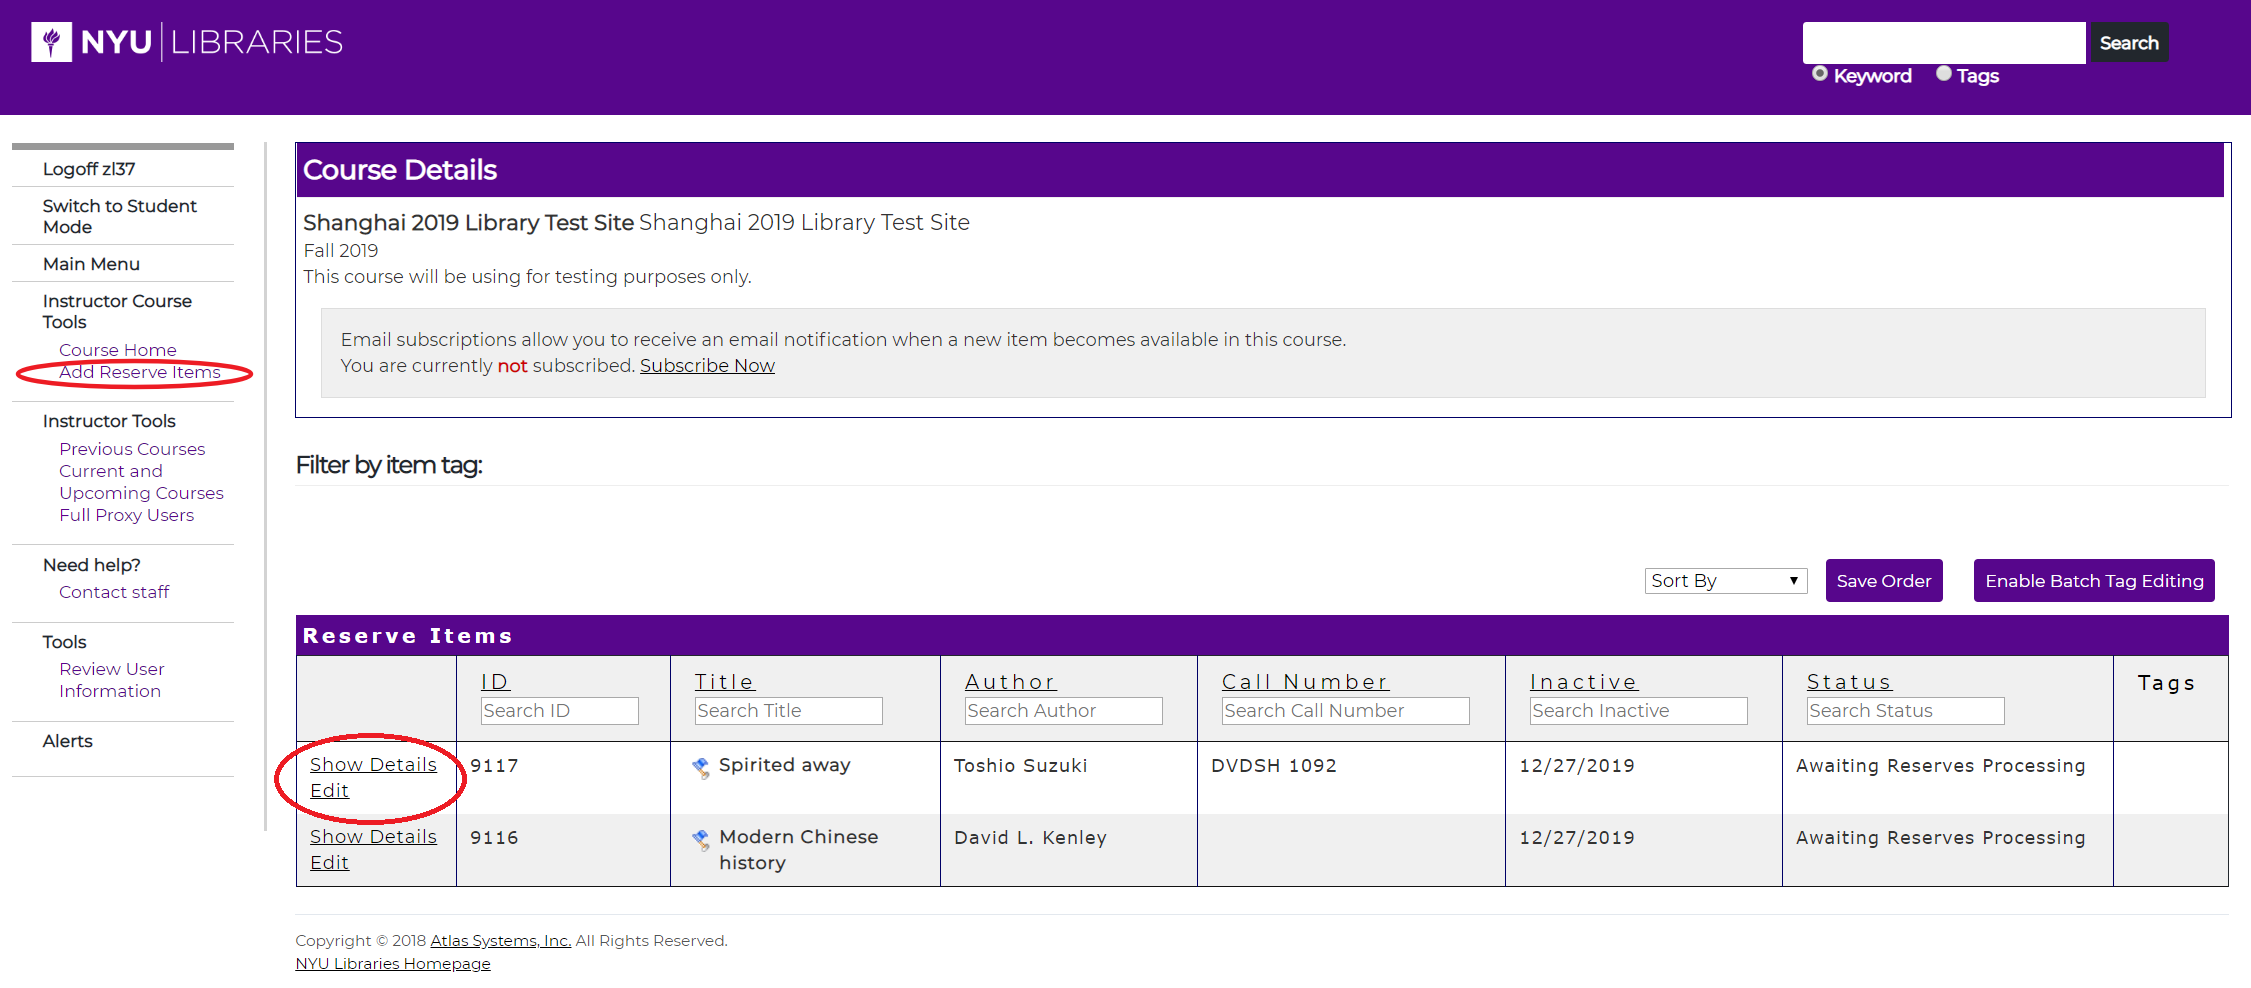 NYU | LIBRARIES
Search
Keyword Tags
Logoff zl37
Switch to Student
Mode
Main Menu
Instructor Course
Tools
Course Home
Add Reserve Items
Instructor Tools
Previous Courses
Current and
Upcoming Courses
Full Proxy Users
Need help?
Contact staff
Tools
Review User
Information
Alerts
Course Details
Shanghai 2019 Library Test Site Shanghai 2019 Library Test Site
Fall 2019
This course will be using for testing purposes only.
Email subscriptions allow you to receive an email notification when a new item becomes available in this course.
You are currently not subscribed. Subscribe Now
Filter by item tag:
Sort By Save Order Enable Batch Tag Editing
Reserve Items
ID Title Author Call Number Inactive Status Tags
Search ID Search Title Search Author Search Call Number Search Inactive Search Status
Show Details 9117 Spirited away Toshio Suzuki DVDSH 1092 12/27/2019 Awaiting Reserves Processing
Edit
Show Details 9116 Modern Chinese David L. Kenley 12/27/2019 Awaiting Reserves Processing
Edit history
Copyright © 2018 Atlas Systems, Inc. All Rights Reserved.
NYU Libraries Homepage